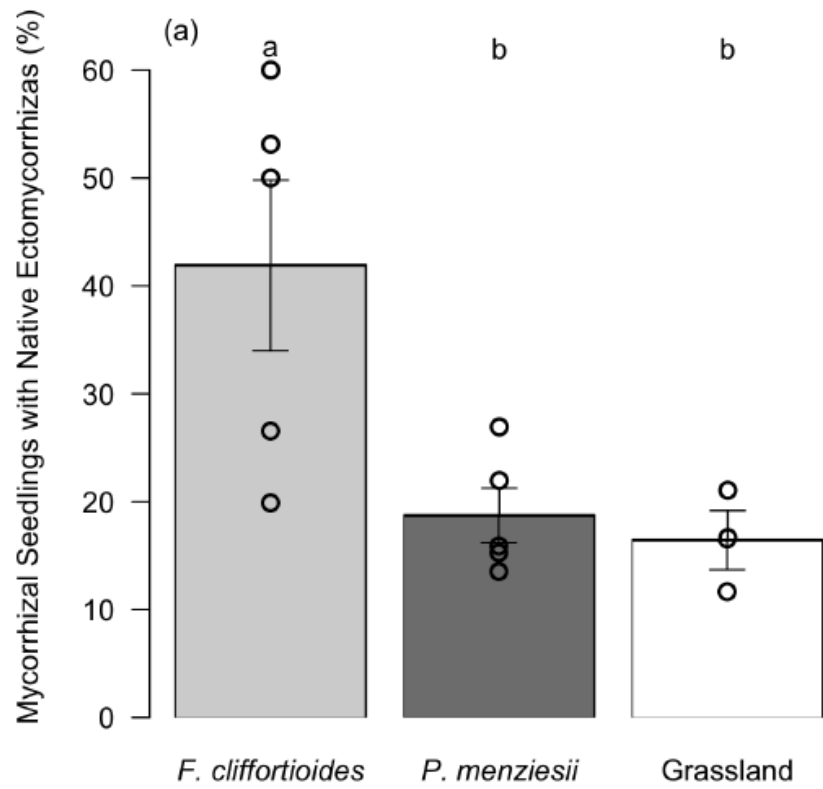 (a)
a
b
b
Mycorrhizal Seedlings with Native Ectomycorrhizas (%)
60
50
40
30
20
10
0
F. cliffortioides
P. menziesii
Grassland